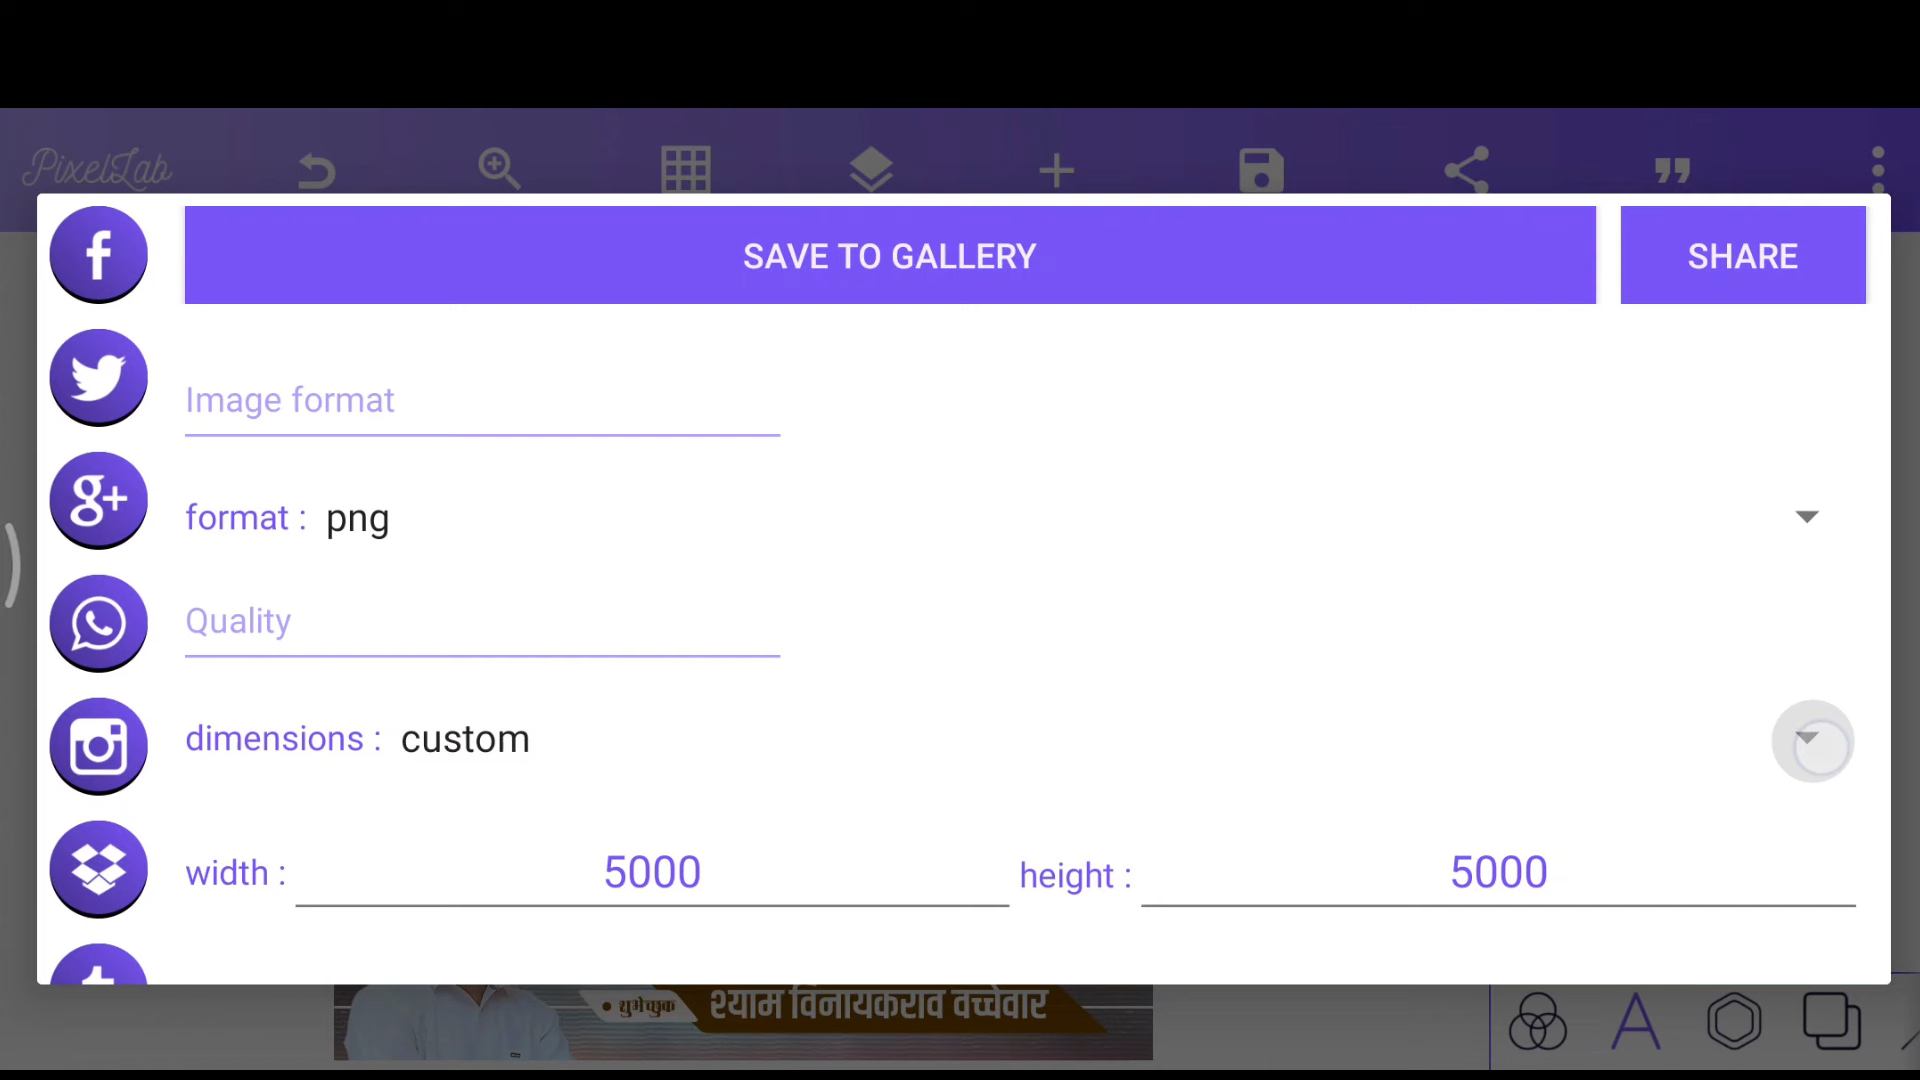 PixelLab
SAVE TO GALLERY
SHARE
Image format
format : png
Quality
dimensions : custom
width : 5000 height : 5000
• शुभेच्छुक
श्याम विनायकराव वच्चेवार